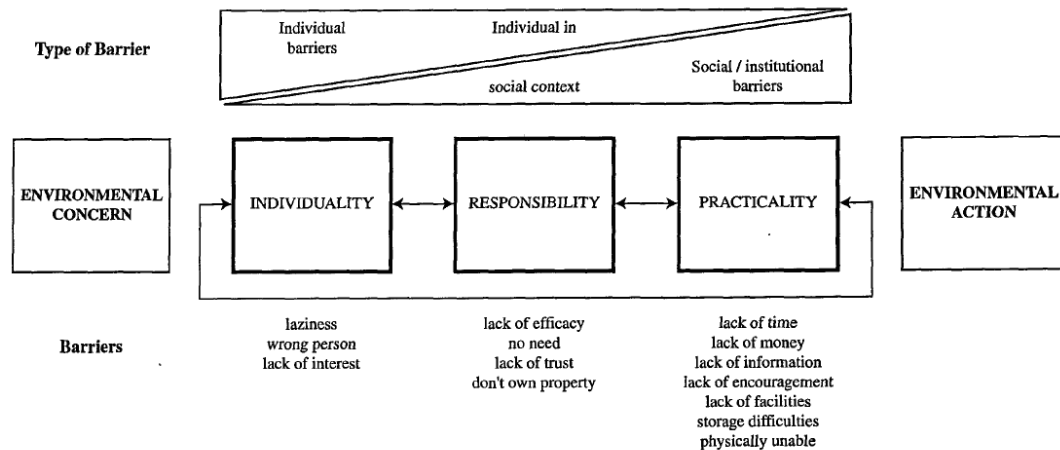 Type of Barrier
Individual
barriers
Individual in
social context
Social / institutional
barriers
ENVIRONMENTAL
CONCERN
INDIVIDUALITY
RESPONSIBILITY
PRACTICALITY
ENVIRONMENTAL
ACTION
Barriers
laziness
wrong person
lack of interest
lack of efficacy
no need
lack of trust
don't own property
lack of time
lack of money
lack of information
lack of encouragement
lack of facilities
storage difficulties
physically unable